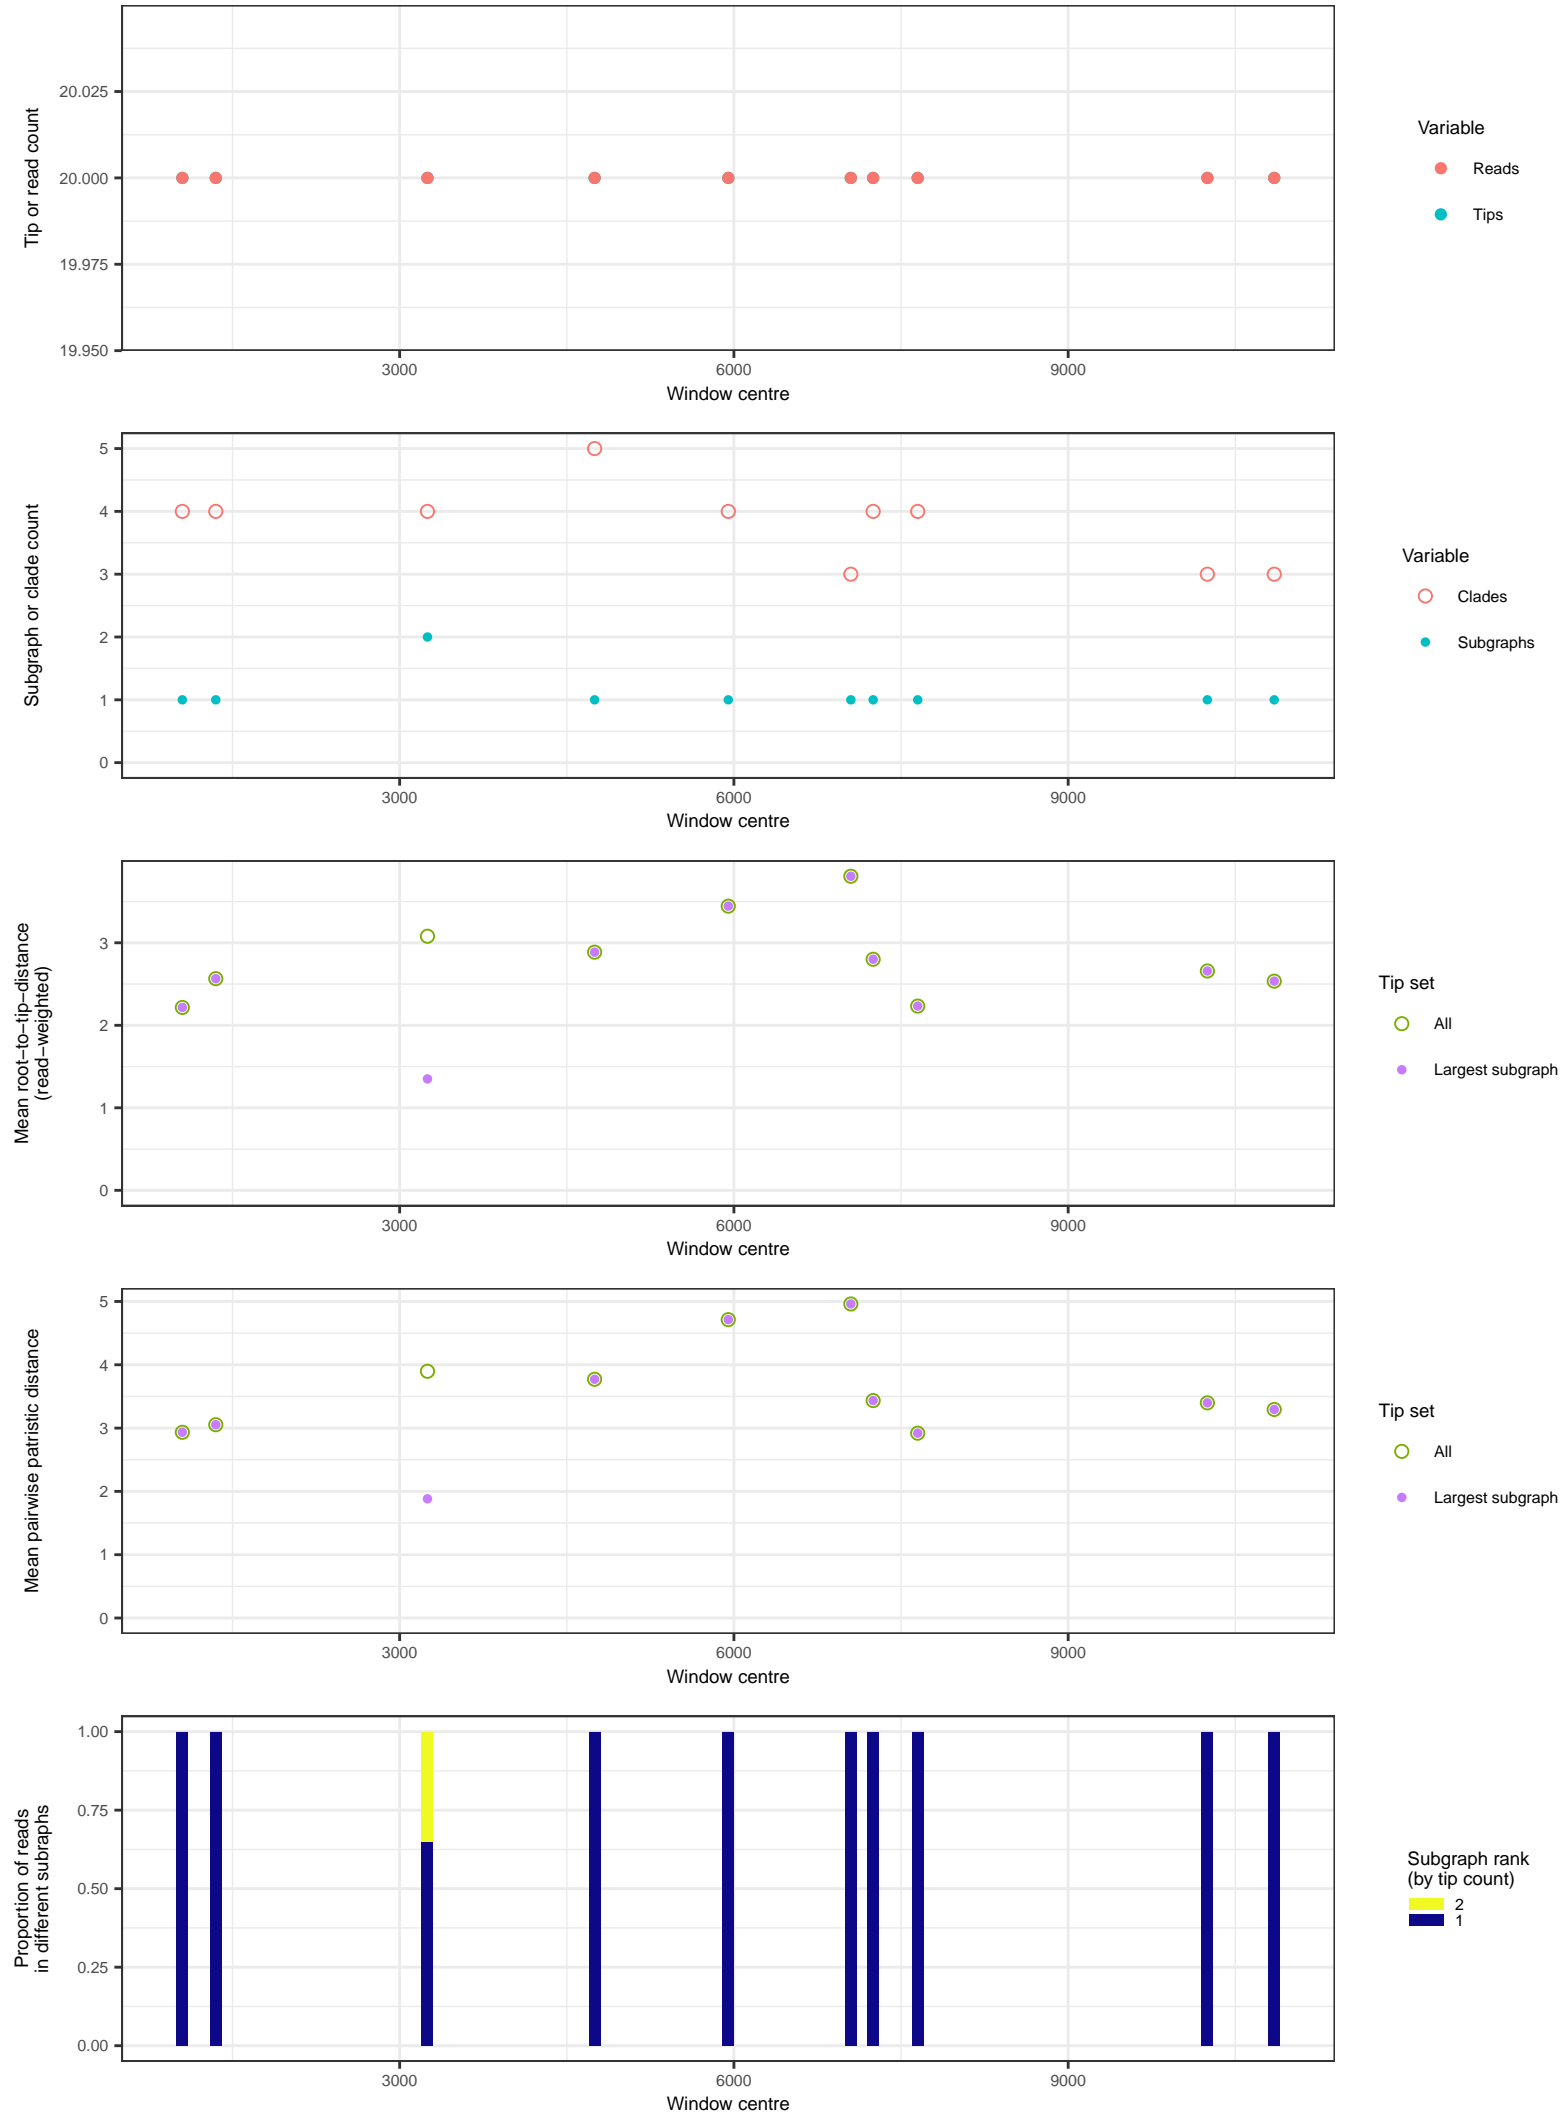 Tip or read count
20.025
20.000
19.975
19.950
3000
6000
9000
Window centre
Variable
Reads
Tips
Subgraph or clade count
5
4
3
2
1
0
3000
6000
9000
Window centre
Variable
Clades
Subgraphs
Mean root−to−tip−distance
(read−weighted)
3
2
1
0
3000
6000
9000
Window centre
Tip set
All
Largest subgraph
Mean pairwise patristic distance
5
4
3
2
1
0
3000
6000
9000
Window centre
Tip set
All
Largest subgraph
Proportion of reads
in different subraphs
1.00
0.75
0.50
0.25
0.00
3000
6000
9000
Window centre
Subgraph rank
(by tip count)
2
1